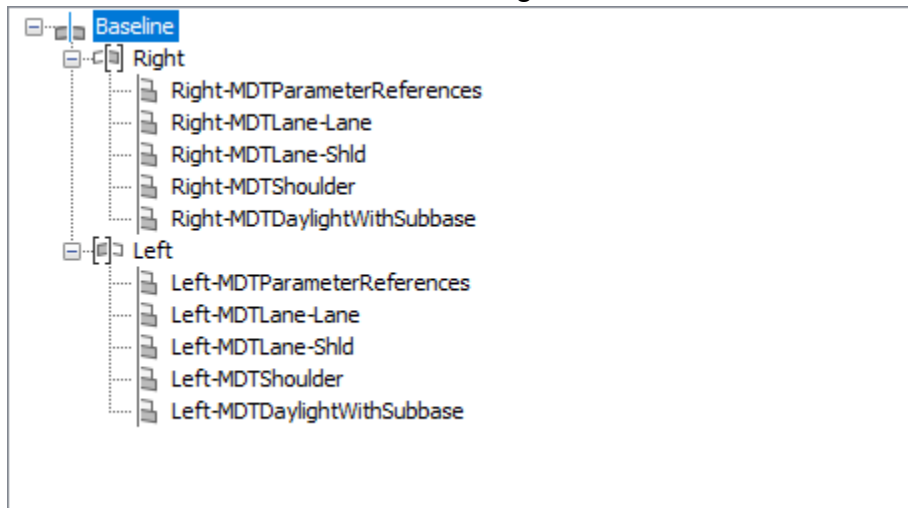 Baseline
Right
Right-MDTParameterReferences
Right-MDTLane-Lane
Right-MDTLane-Shld
Right-MDTShoulder
Right-MDTDaylightWithSubbase
Left
Left-MDTParameterReferences
Left-MDTLane-Lane
Left-MDTLane-Shld
Left-MDTShoulder
Left-MDTDaylightWithSubbase